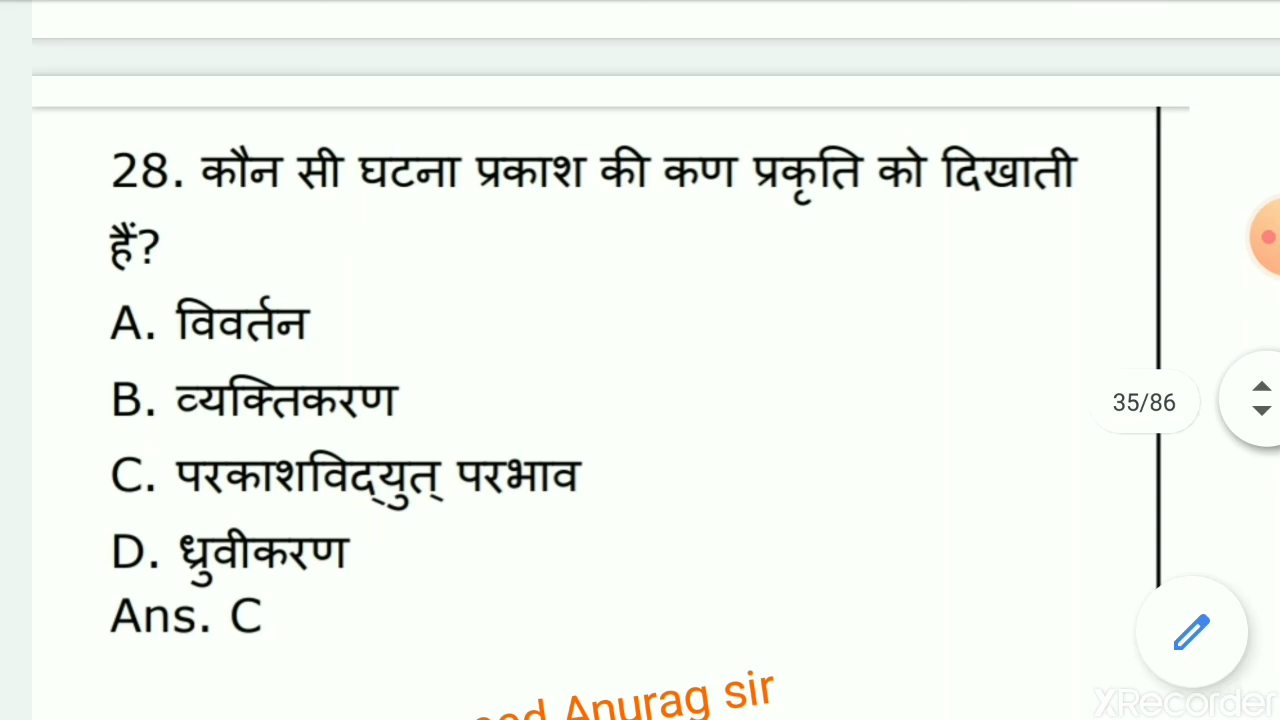 28. कौन सी घटना प्रकाश की कण प्रकृति को दिखाती
हैं?
A. विवर्तन
B. व्यक्तिकरण
35/86
C. परकाशविद्युत् परभाव
D. ध्रुवीकरण
Ans. C
Anurag sir
XRecorder